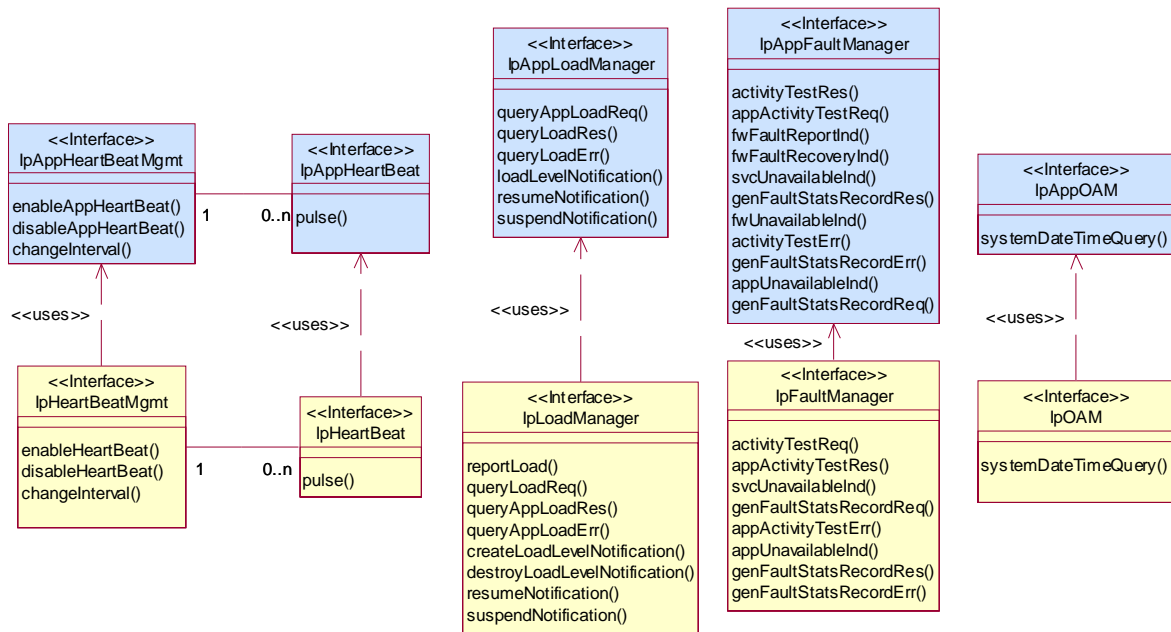 <<Interface>>
IpAppHeartBeatMgmt
enableAppHeartBeat()
disableAppHeartBeat()
changeInterval()
1
0..n
<<Interface>>
IpAppHeartBeat
pulse()
<<Interface>>
IpAppLoadManager
queryAppLoadReq()
queryLoadRes()
queryLoadErr()
loadLevelNotification()
resumeNotification()
suspendNotification()
<<Interface>>
IpAppFaultManager
activityTestRes()
appActivityTestReq()
fwFaultReportInd()
fwFaultRecoveryInd()
svcUnavailableInd()
genFaultStatsRecordRes()
fwUnavailableInd()
activityTestErr()
genFaultStatsRecordErr()
appUnavailableInd()
genFaultStatsRecordReq()
<<Interface>>
IpAppOAM
systemDateTimeQuery()
<<uses>>
<<uses>>
<<uses>>
<<uses>>
<<uses>>
<<Interface>>
IpHeartBeatMgmt
enableHeartBeat()
disableHeartBeat()
changeInterval()
1
0..n
<<Interface>>
IpHeartBeat
pulse()
<<Interface>>
IpLoadManager
reportLoad()
queryLoadReq()
queryAppLoadRes()
queryAppLoadErr()
createLoadLevelNotification()
destroyLoadLevelNotification()
resumeNotification()
suspendNotification()
<<Interface>>
IpFaultManager
activityTestReq()
appActivityTestRes()
svcUnavailableInd()
genFaultStatsRecordReq()
appActivityTestErr()
appUnavailableInd()
genFaultStatsRecordRes()
genFaultStatsRecordErr()
<<Interface>>
IpOAM
systemDateTimeQuery()